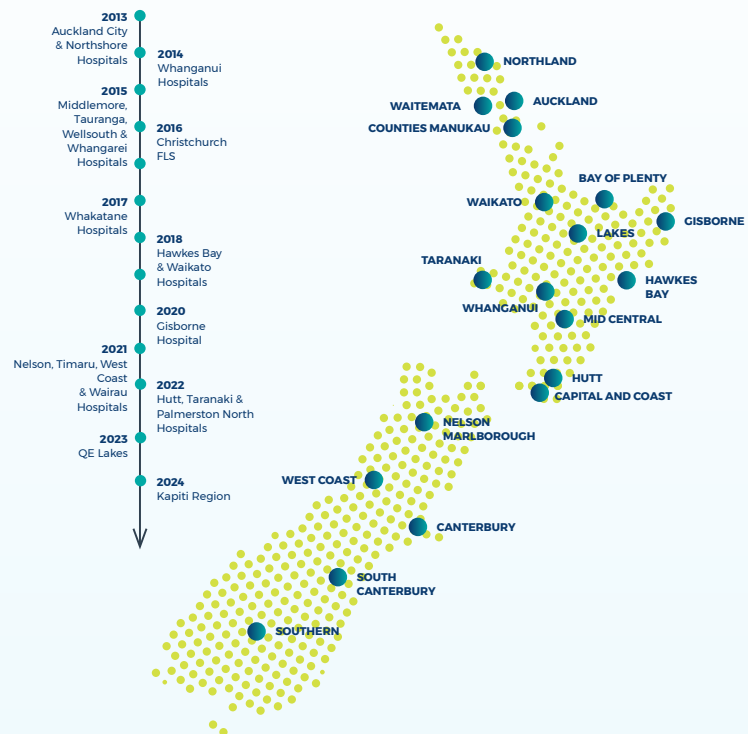 2013
Auckland City
& Northshore
Hospitals
2014
Whanganui
Hospitals
2015
Middlemore,
Tauranga,
Wellsouth &
Whangarei
Hospitals
2016
Christchurch
FLS
2017
Whakatane
Hospitals
2018
Hawkes Bay
& Waikato
Hospitals
2020
Gisborne
Hospital
2021
Nelson, Timaru, West
Coast
& Wairau
Hospitals
2022
Hutt, Taranaki &
Palmerston North
Hospitals
2023
QE Lakes
2024
Kapiti Region
NORTHLAND
WAITEMATA
AUCKLAND
COUNTIES MANUKAU
BAY OF PLENTY
WAIKATO
GISBORNE
LAKES
TARANAKI
HAWKES
BAY
WHANGANUI
MID CENTRAL
HUTT
CAPITAL AND COAST
NELSON
MARLBOROUGH
WEST COAST
CANTERBURY
SOUTH
CANTERBURY
SOUTHERN